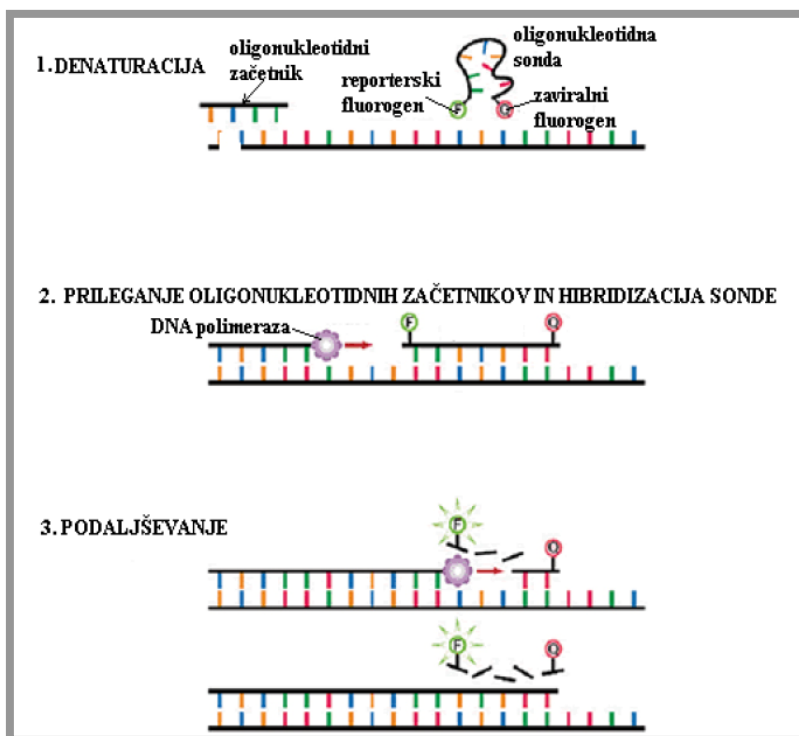 1. DENATURACIJA
oligonukleotidni
začetnik
reporterski
fluorogen
oligonukleotidna
sonda
zaviralni
fluorogen
F
Q
2. PRILEGANJE OLIGONUKLEOTIDNIH ZAČETNIKOV IN HIBRIDIZACIJA SONDE
DNA polimeraza
F
Q
3. PODALJŠEVANJE
F
Q
F
Q